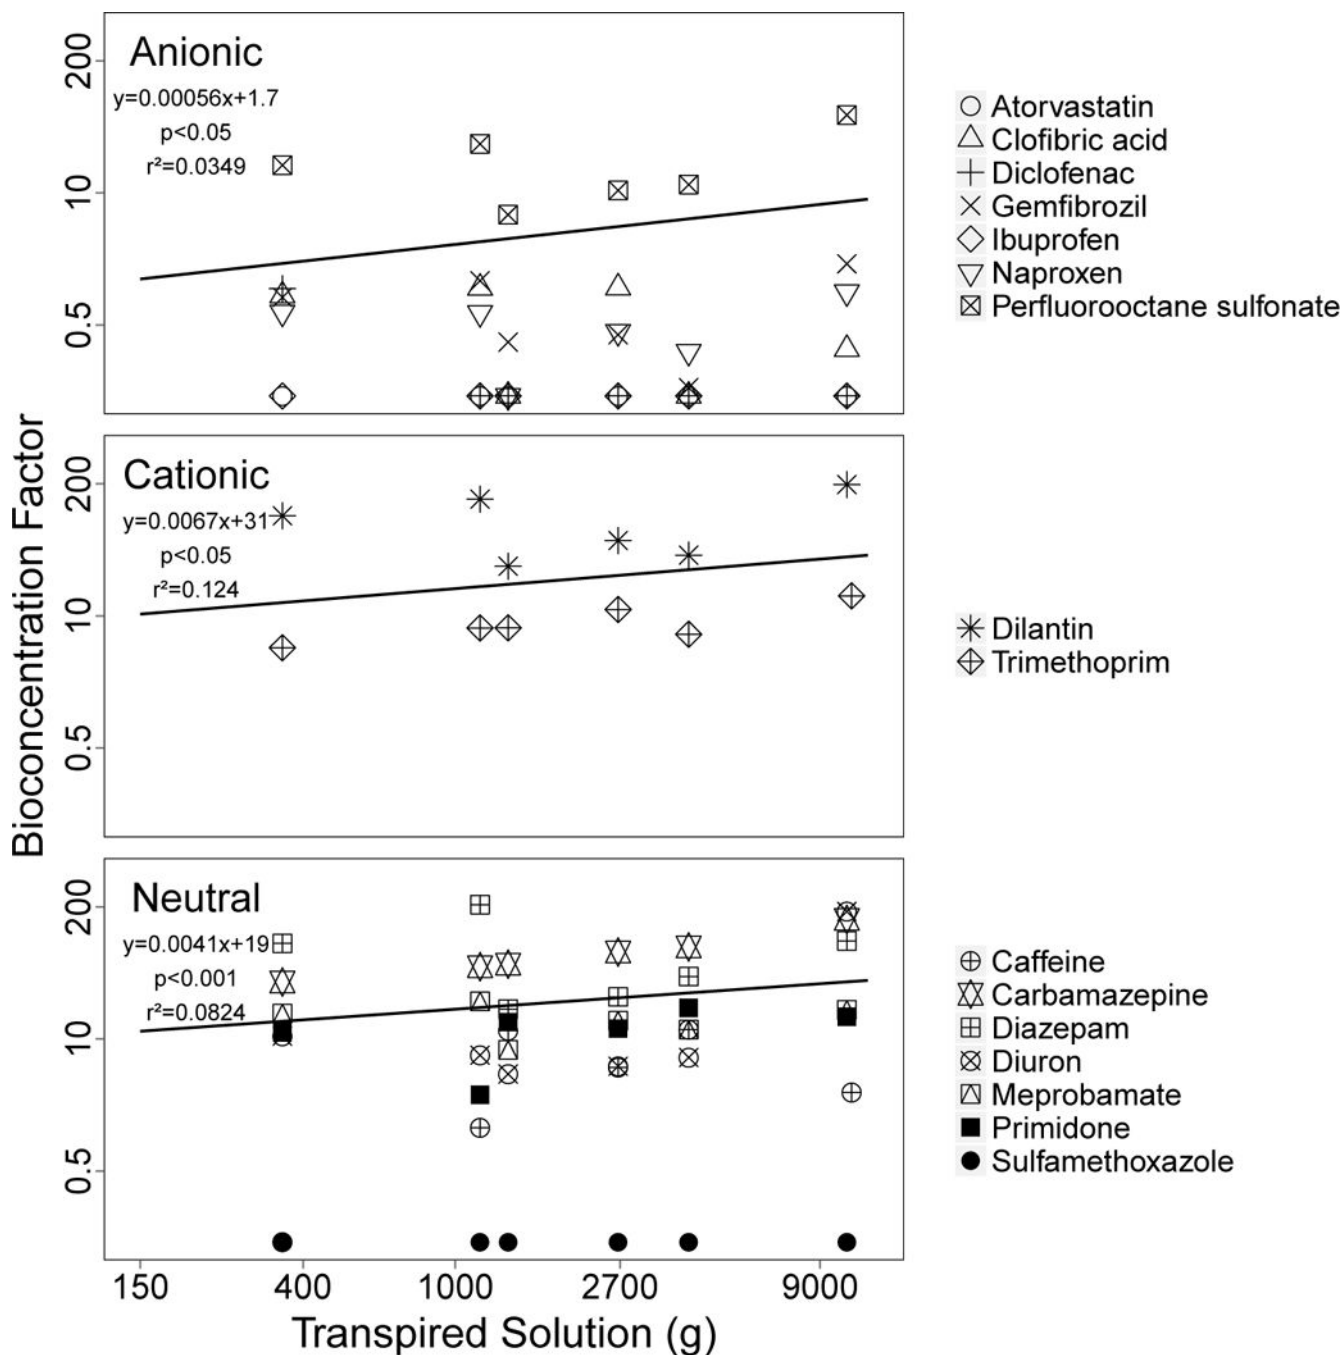 Anionic
y=0.00056x+1.7
p<0.05
r²=0.0349
200
10
0.5
Atorvastatin
Clofibric acid
Diclofenac
Gemfibrozil
Ibuprofen
Naproxen
Perfluorooctane sulfonate
Bioconcentration Factor
Cationic
y=0.0067x+31
p<0.05
r²=0.124
200
10
0.5
Dilantin
Trimethoprim
Neutral
y=0.0041x+19
p<0.001
r²=0.0824
200
10
0.5
Caffeine
Carbamazepine
Diazepam
Diuron
Meprobamate
Primidone
Sulfamethoxazole
150 400 1000 2700 9000
Transpired Solution (g)